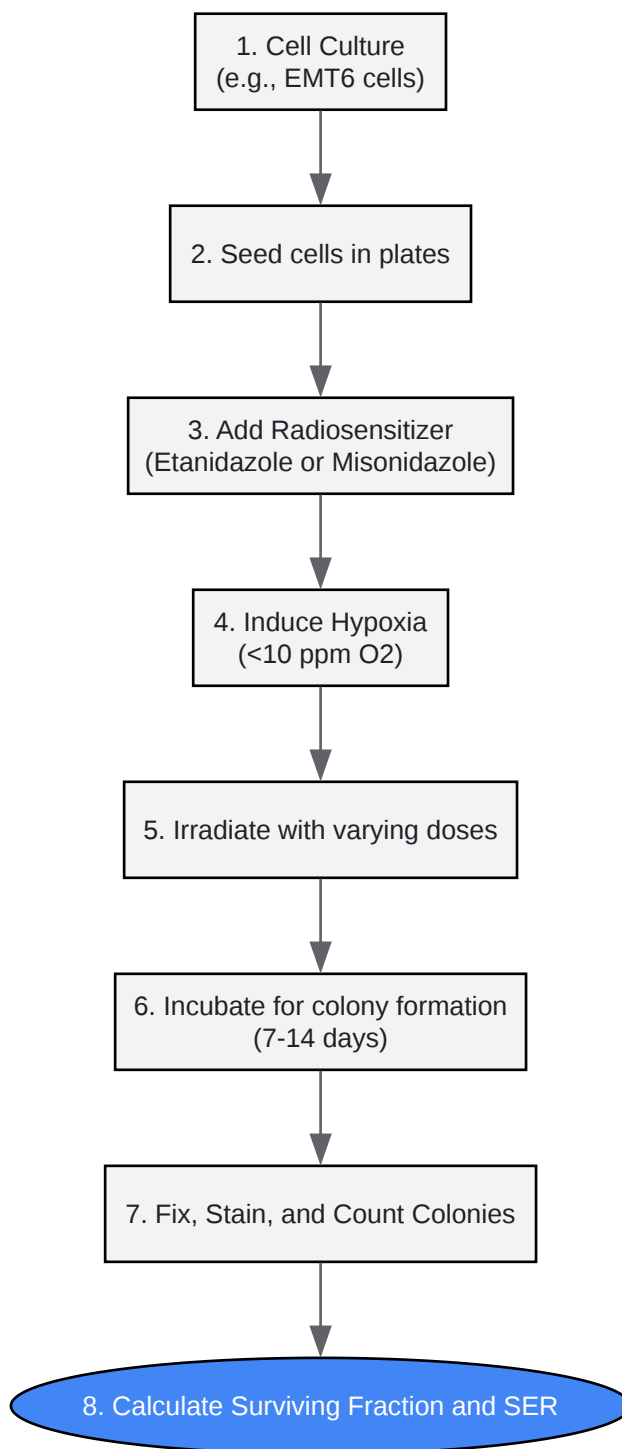 1. Cell Culture
(e.g., EMT6 cells)
2. Seed cells in plates
3. Add Radiosensitizer
(Etanidazole or Misonidazole)
4. Induce Hypoxia
(<10 ppm O2)
5. Irradiate with varying doses
6. Incubate for colony formation
(7-14 days)
7. Fix, Stain, and Count Colonies
8. Calculate Surviving Fraction and SER